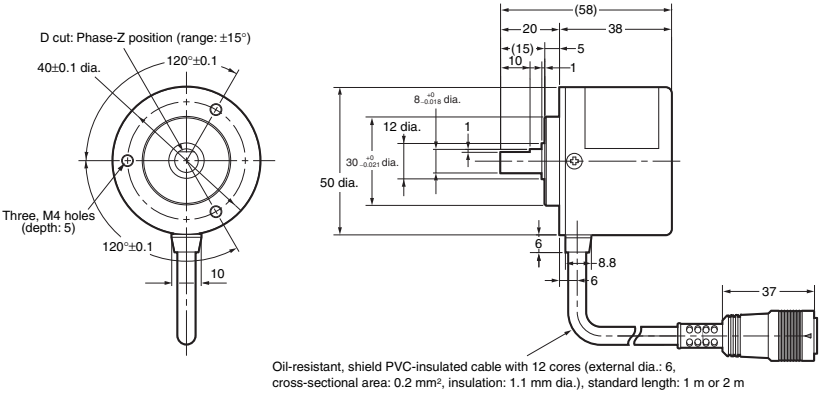 (58)
20
38
(15)
5
10
1
D cut: Phase-Z position (range: ±15°)
40±0.1 dia.
120°±0.1
8 +0 -0.018 dia.
12 dia.
1
30 +0 -0.021 dia.
50 dia.
Three, M4 holes
(depth: 5)
120°±0.1
10
6
8.8
6
37
Oil-resistant, shield PVC-insulated cable with 12 cores (external dia.: 6,
cross-sectional area: 0.2 mm², insulation: 1.1 mm dia.), standard length: 1 m or 2 m